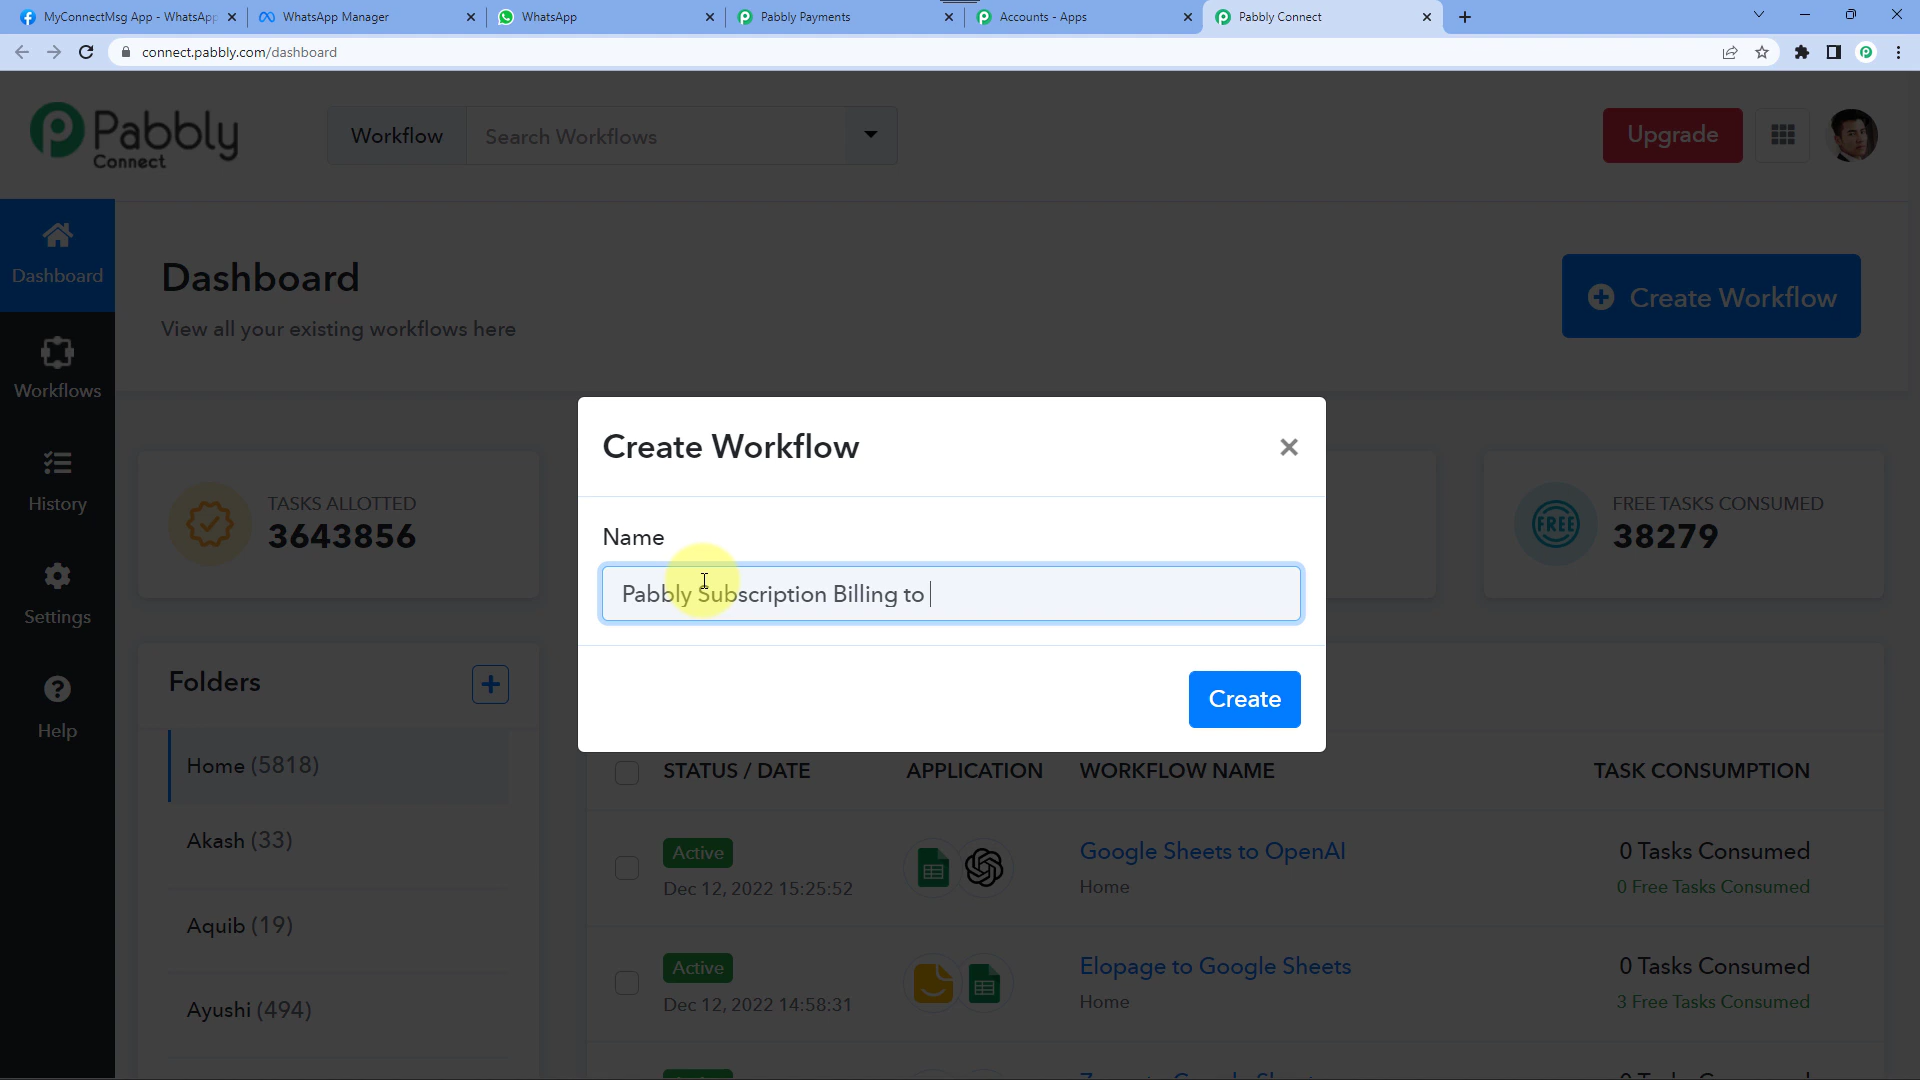 MyConnectMsg App - WhatsApp
WhatsApp Manager
WhatsApp
Pabbly Payments
Accounts - Apps
Pabbly Connect
connect.pabbly.com/dashboard
Pabbly
Connect
Workflow
Search Workflows
Upgrade
Dashboard
Workflows
History
Settings
Help
Dashboard
View all your existing workflows here
Create Workflow
TASKS ALLOTTED
3643856
FREE
FREE TASKS CONSUMED
38279
Create Workflow
Name
Pabbly Subscription Billing to
Create
Folders
Home (5818)
Akash (33)
Aquib (19)
Ayushi (494)
STATUS / DATE
APPLICATION
WORKFLOW NAME
TASK CONSUMPTION
Active
Dec 12, 2022 15:25:52
Google Sheets to OpenAI
Home
0 Tasks Consumed
0 Free Tasks Consumed
Active
Dec 12, 2022 14:58:31
Elopage to Google Sheets
Home
0 Tasks Consumed
3 Free Tasks Consumed